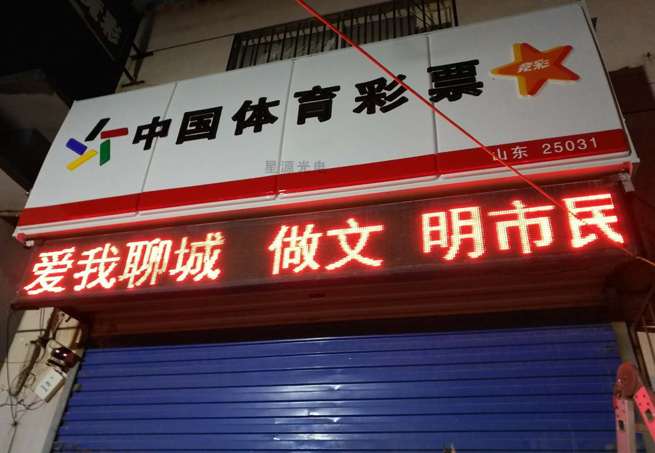 中国体育彩票
竞彩
山东 25031
星源光电
爱我聊城 做文 明市民